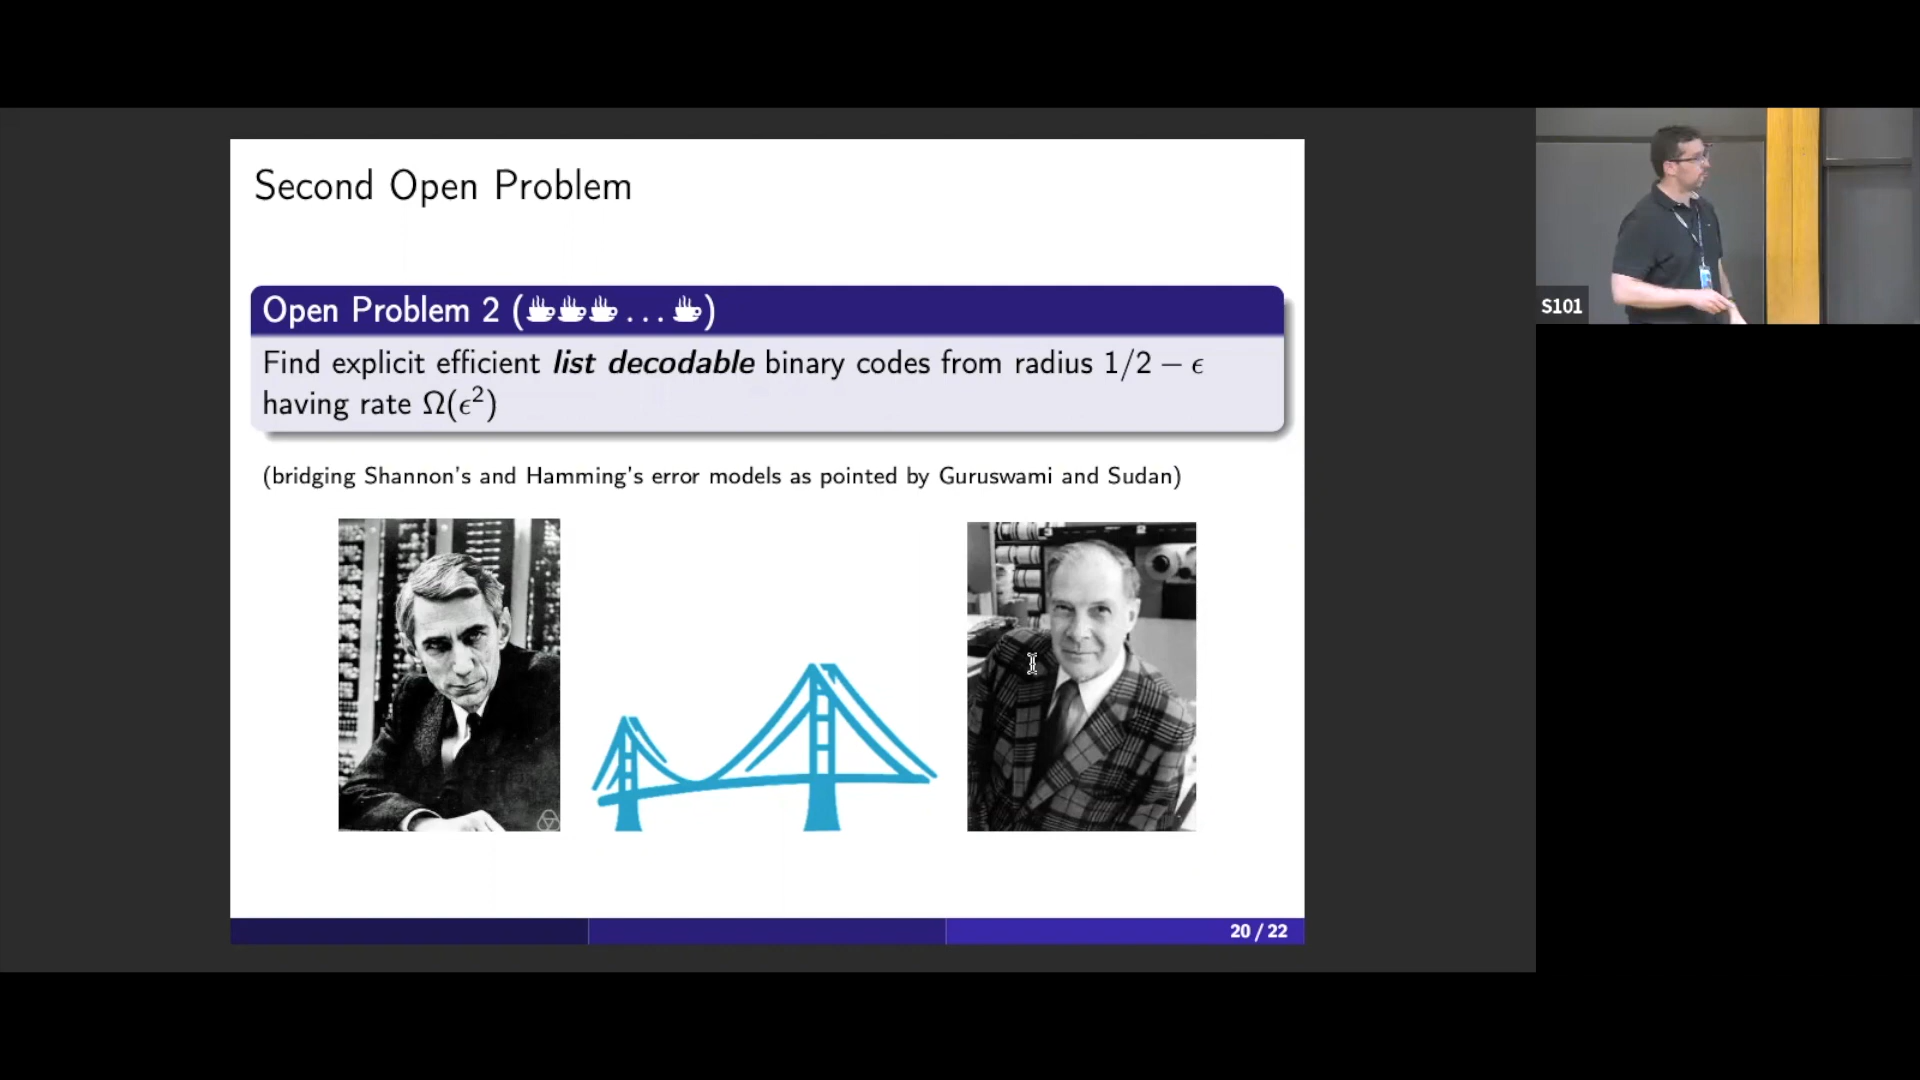 Second Open Problem
Open Problem 2 (☕☕☕...☕)
Find explicit efficient list decodable binary codes from radius 1/2 − ϵ
having rate Ω(ϵ²)
(bridging Shannon's and Hamming's error models as pointed by Guruswami and Sudan)
20 / 22
S101